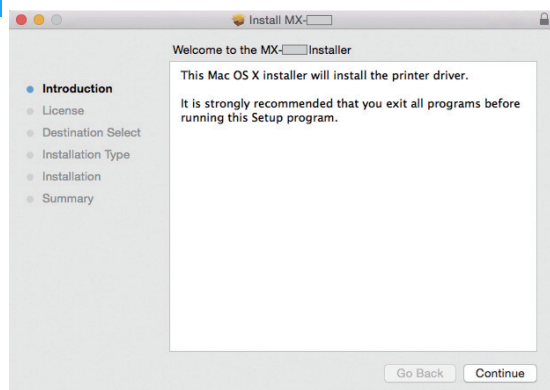 Install MX-
Welcome to the MX- Installer
Introduction
License
Destination Select
Installation Type
Installation
Summary
This Mac OS X installer will install the printer driver.
It is strongly recommended that you exit all programs before
running this Setup program.
Go Back
Continue